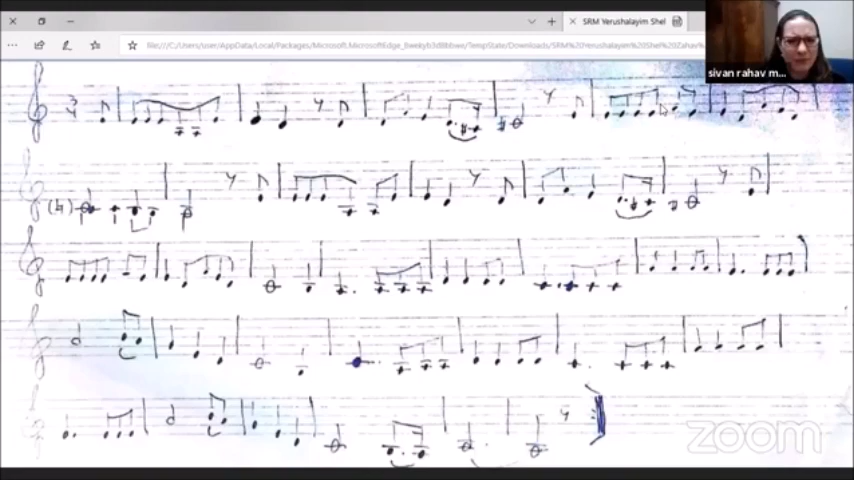 SRM Yerushalayim Shel
file:///C:/Users/user/AppData/Local/Packages/Microsoft.MicrosoftEdge_8wekyb3d8bbwe/TempState/Downloads/SRM%20Yerushalayim%20Shel%20Zahav%
sivan rahav m...
zoom